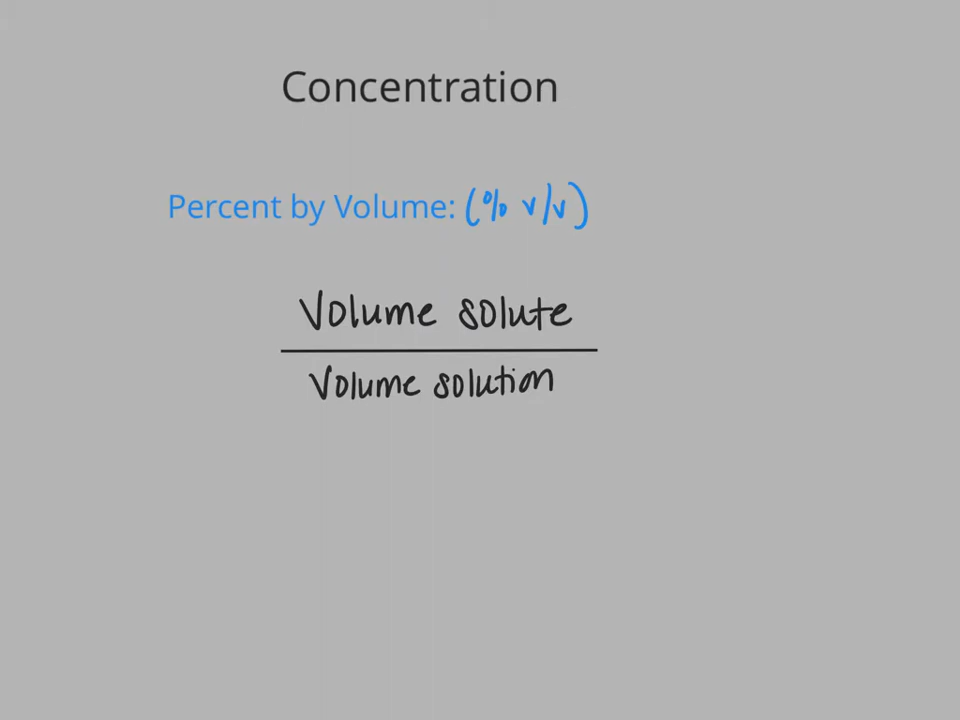 Concentration
Percent by Volume: (% v/v)
Volume solute
Volume solution